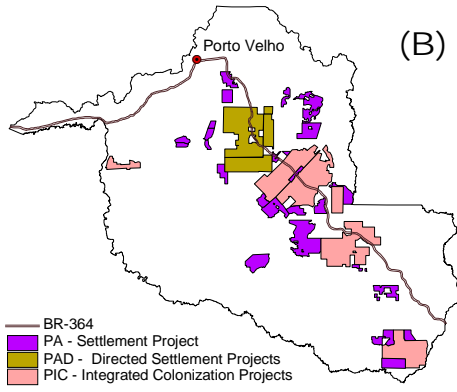 Porto Velho
(B)
BR-364
PA - Settlement Project
PAD - Directed Settlement Projects
PIC - Integrated Colonization Projects